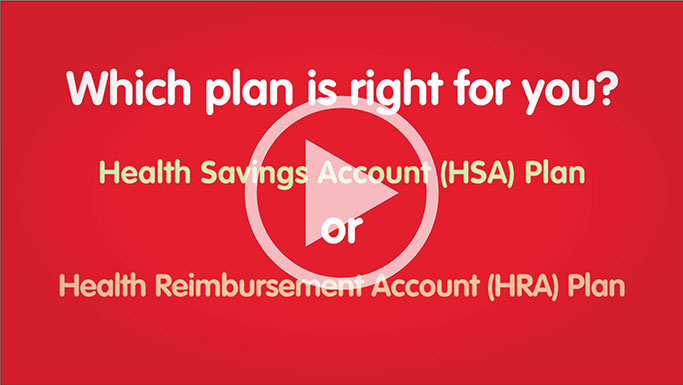 Which plan is right for you?
Health Savings Account (HSA) Plan
or
Health Reimbursement Account (HRA) Plan